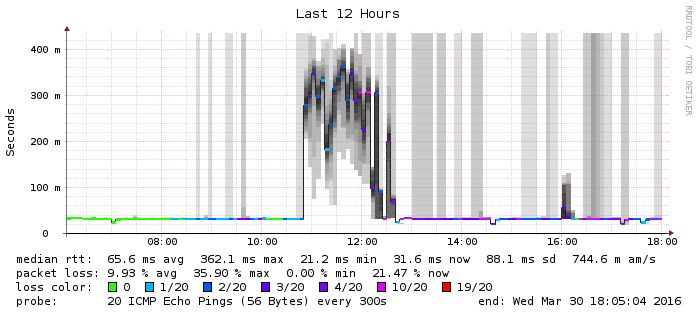 Last 12 Hours
RRDTOOL / TOBI OETIKER
Seconds
400 m
300 m
200 m
100 m
0
08:00 10:00 12:00 14:00 16:00 18:00
median rtt: 65.6 ms avg 362.1 ms max 21.2 ms min 31.6 ms now 88.1 ms sd 744.6 m am/s
packet loss: 9.93 % avg 35.90 % max 0.00 % min 21.47 % now
loss color: 0 1/20 2/20 3/20 4/20 10/20 19/20
probe: 20 ICMP Echo Pings (56 Bytes) every 300s end: Wed Mar 30 18:05:04 2016